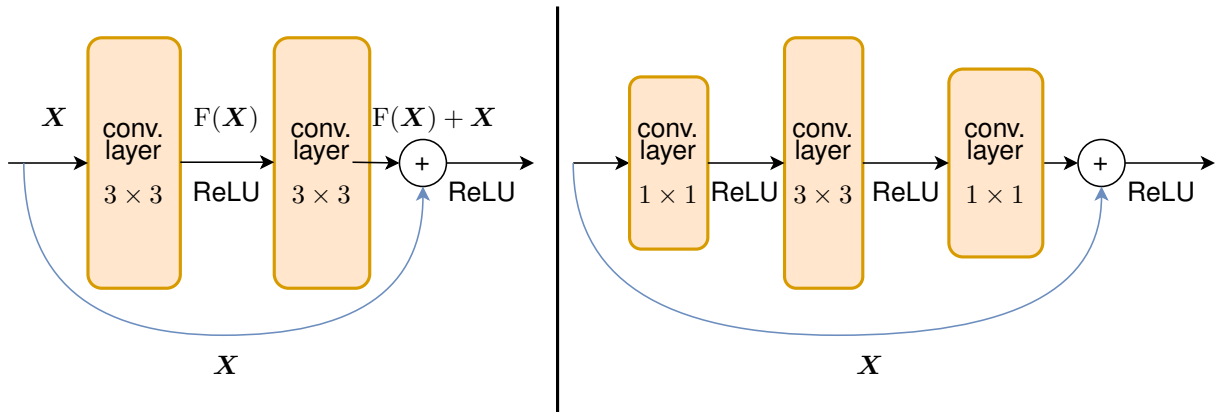 X
conv.
layer
3 × 3
F(X)
ReLU
conv.
layer
3 × 3
F(X) + X
+
ReLU
X
conv.
layer
1 × 1
ReLU
conv.
layer
3 × 3
ReLU
conv.
layer
1 × 1
+
ReLU
X